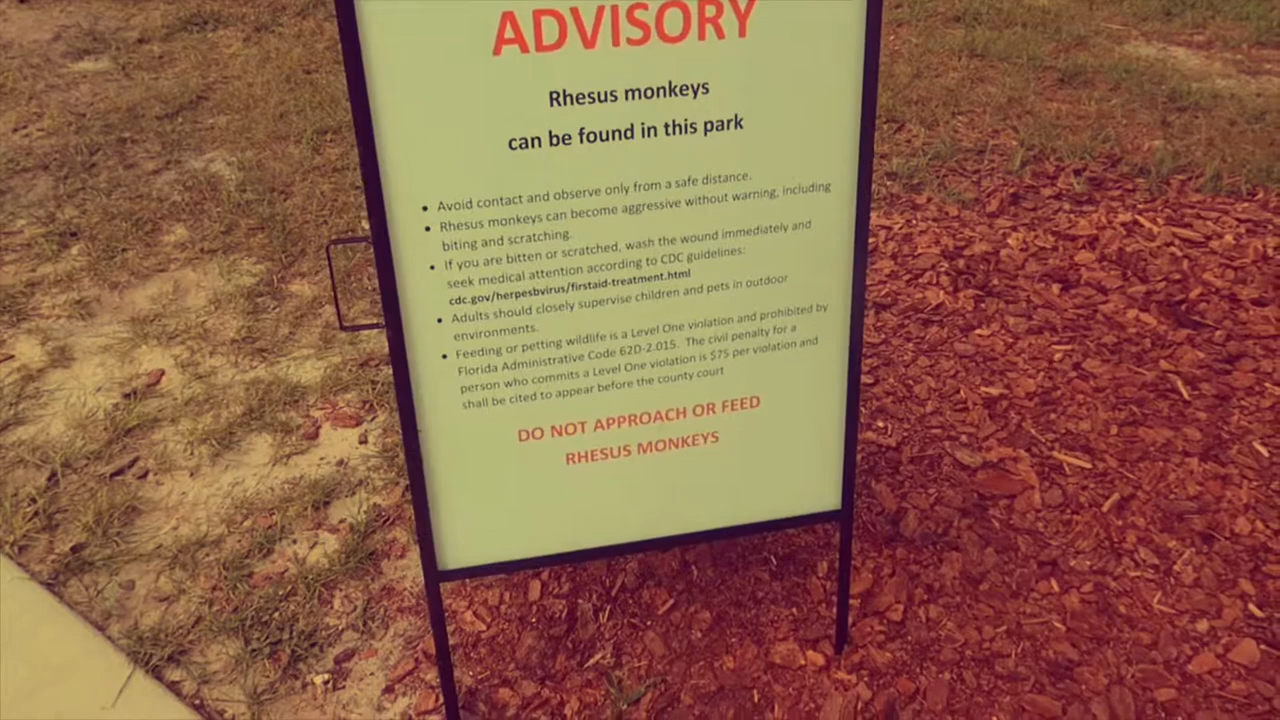 ADVISORY
Rhesus monkeys
can be found in this park
• Avoid contact and observe only from a safe distance.
• Rhesus monkeys can become aggressive without warning, including
biting and scratching.
• If you are bitten or scratched, wash the wound immediately and
seek medical attention according to CDC guidelines:
cdc.gov/herpesbvirus/firstaid-treatment.html
• Adults should closely supervise children and pets in outdoor
environments.
• Feeding or petting wildlife is a Level One violation and prohibited by
Florida Administrative Code 62D-2.015. The civil penalty for a
person who commits a Level One violation is $75 per violation and
shall be cited to appear before the county court
DO NOT APPROACH OR FEED
RHESUS MONKEYS